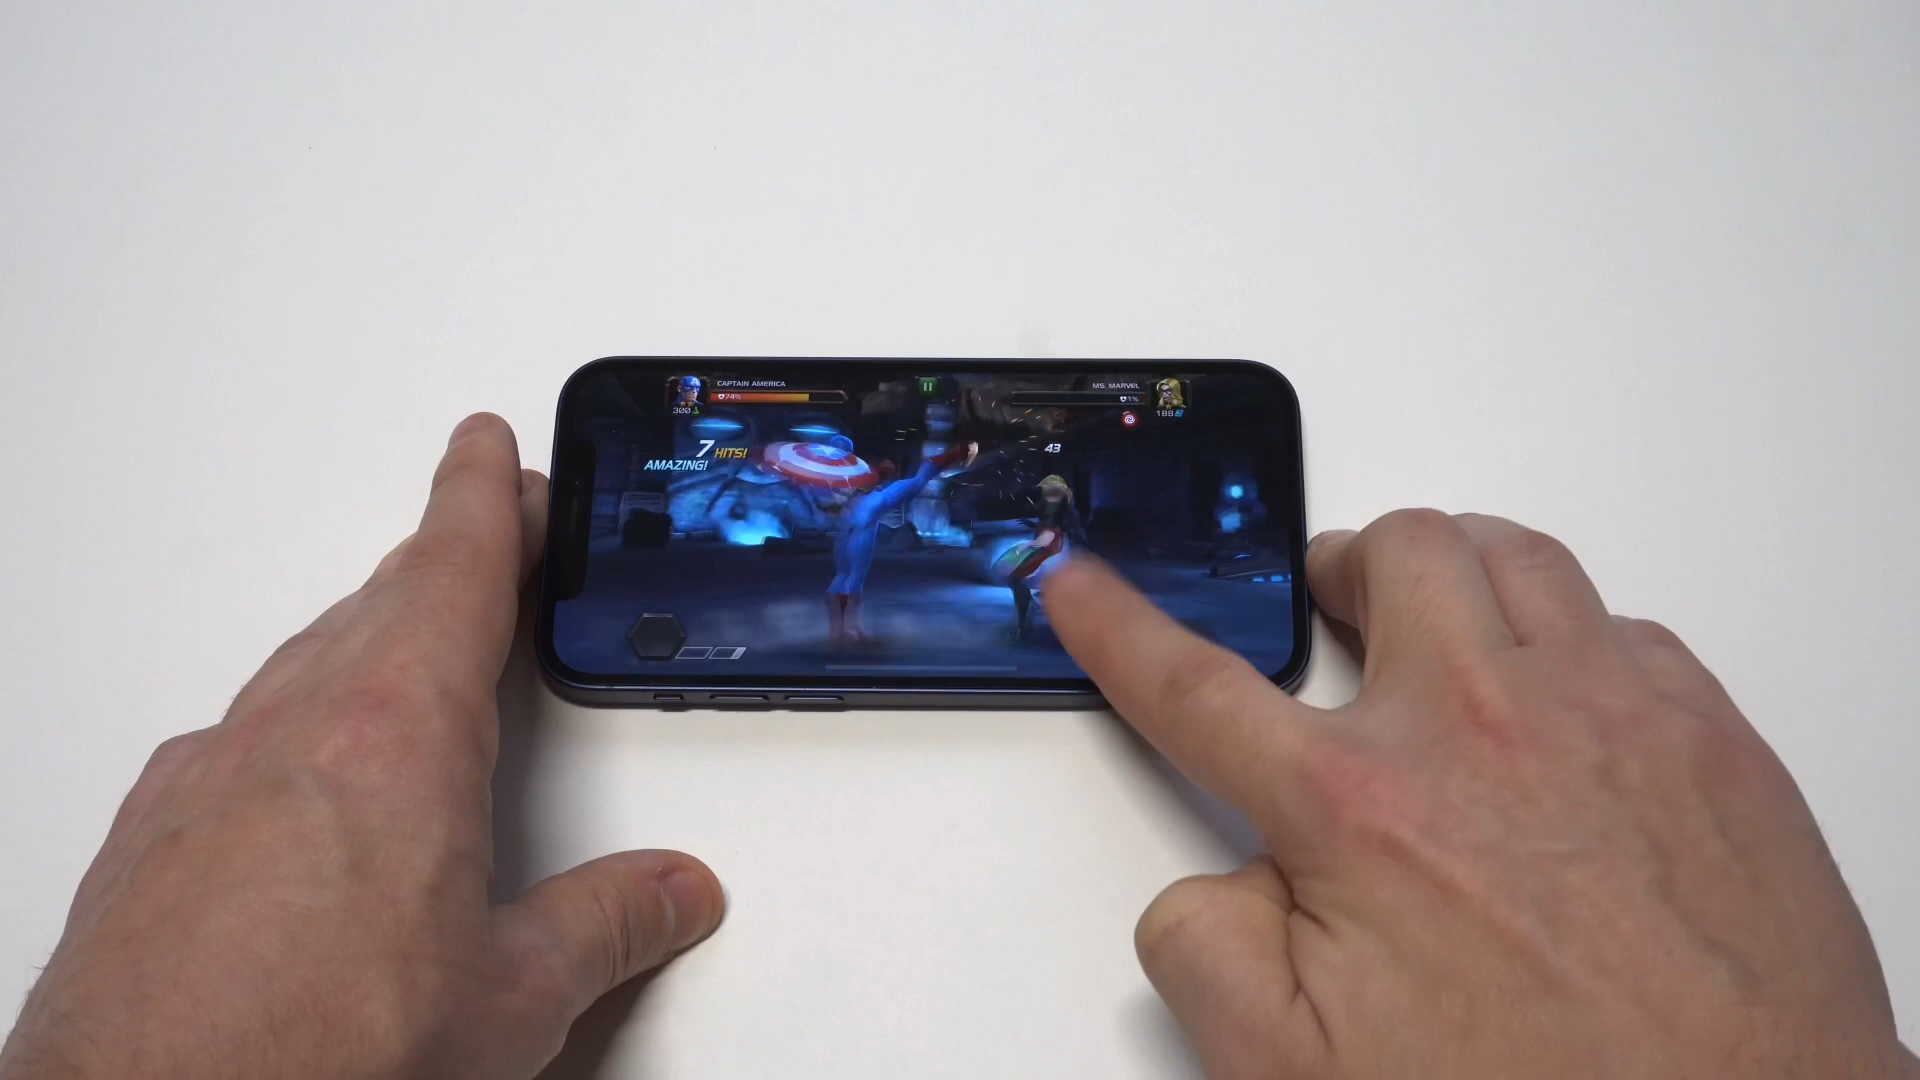 CAPTAIN AMERICA
74%
300
MS. MARVEL
1%
188
7 HITS!
AMAZING!
43